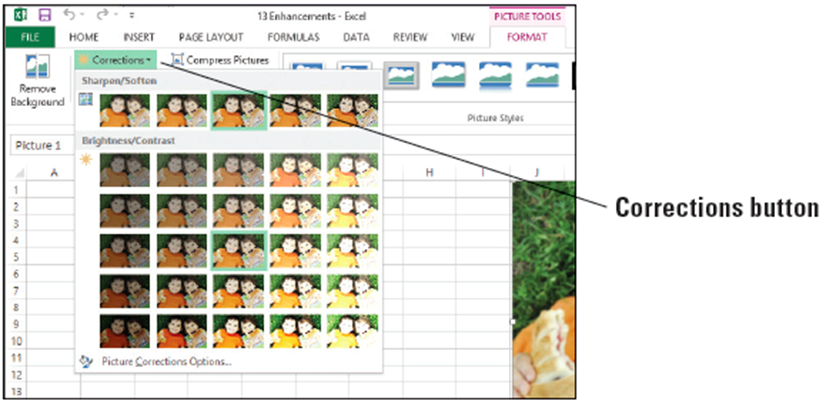 13 Enhancements - Excel
PICTURE TOOLS
FILE HOME INSERT PAGE LAYOUT FORMULAS DATA REVIEW VIEW FORMAT
Corrections
Compress Pictures
Remove
Background
Sharpen/Soften
Picture Styles
Brightness/Contrast
Picture 1
A H I J
1
2
3
4
5
6
7
8
9
10
11
12
13
Corrections button
Picture Corrections Options...